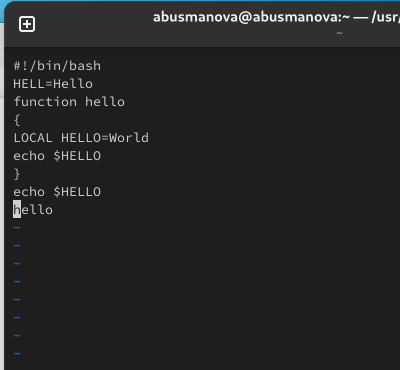 abusmanova@abusmanova:~ — /usr/
~
#!/bin/bash
HELL=Hello
function hello
{
LOCAL HELLO=World
echo $HELLO
}
echo $HELLO
hello
~
~
~
~
~
~
~
~